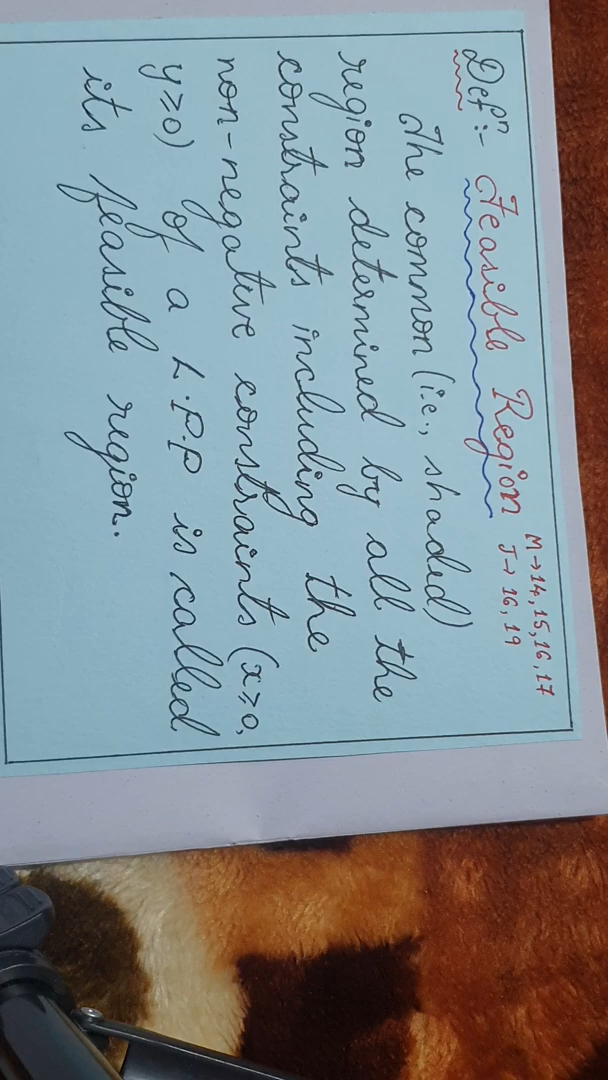 Defⁿ:- Feasible Region M→14,15,16,17
J→16,19
The common (i.e., shaded)
region determined by all the
constraints including the
non-negative constraints (x≥0,
y≥0) of a L.P.P is called
its feasible region.